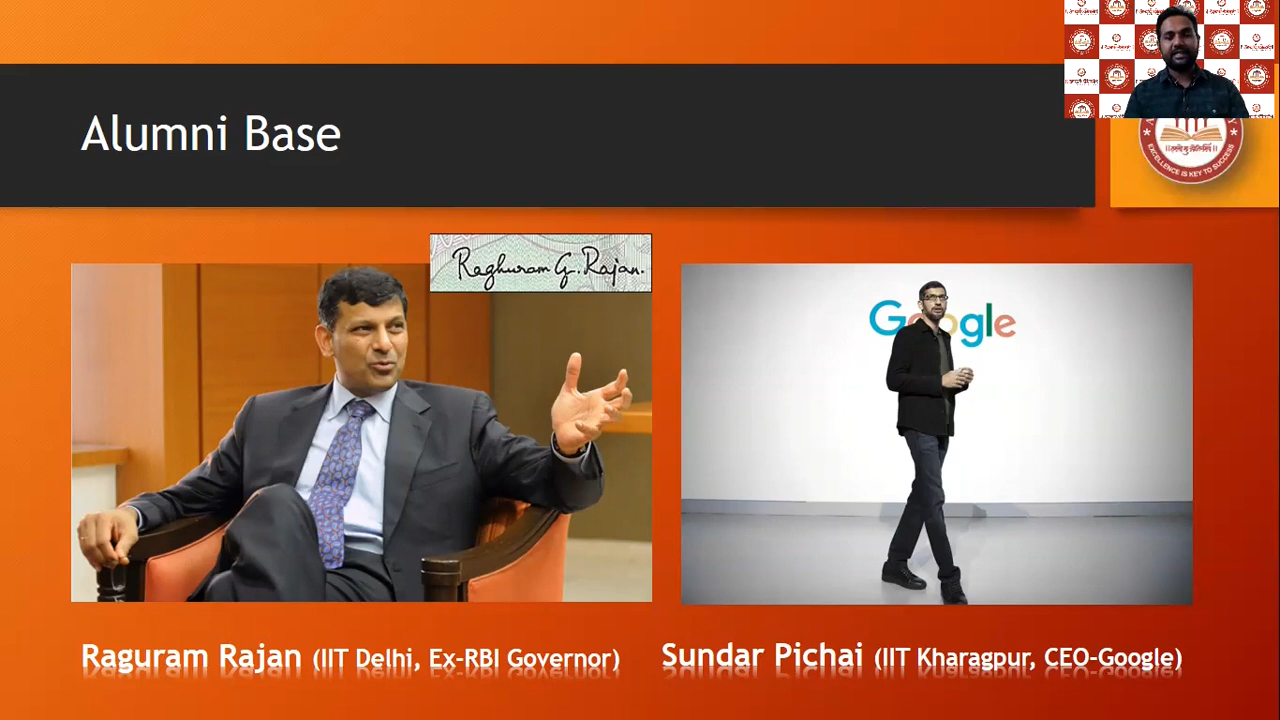 Alumni Base
EXCELLENCE IS KEY TO SUCCESS
Raghuram G. Rajan.
Google
Raguram Rajan (IIT Delhi, Ex-RBI Governor)
Sundar Pichai (IIT Kharagpur, CEO-Google)